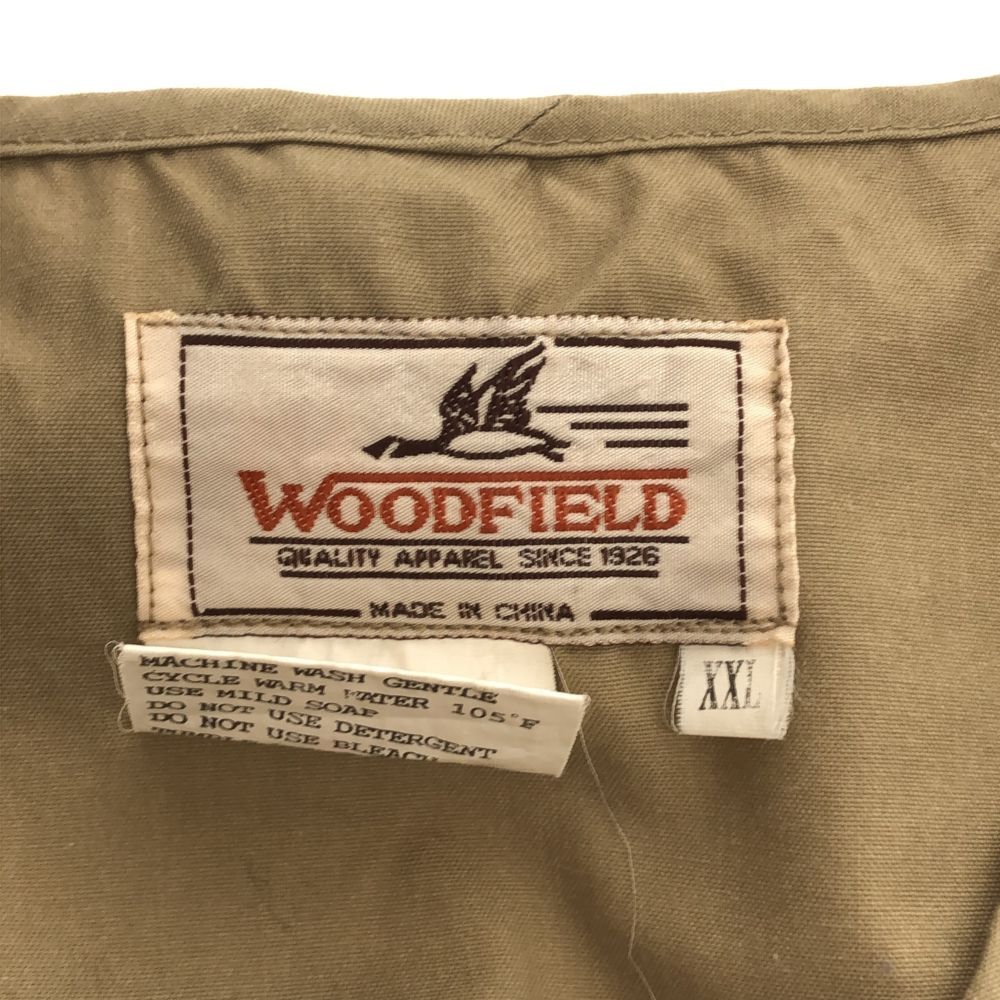 WOODFIELD
QUALITY APPAREL SINCE 1926
MADE IN CHINA
MACHINE WASH GENTLE
CYCLE WARM WATER 105°F
USE MILD SOAP
DO NOT USE DETERGENT
DO NOT USE BLEACH
XXL